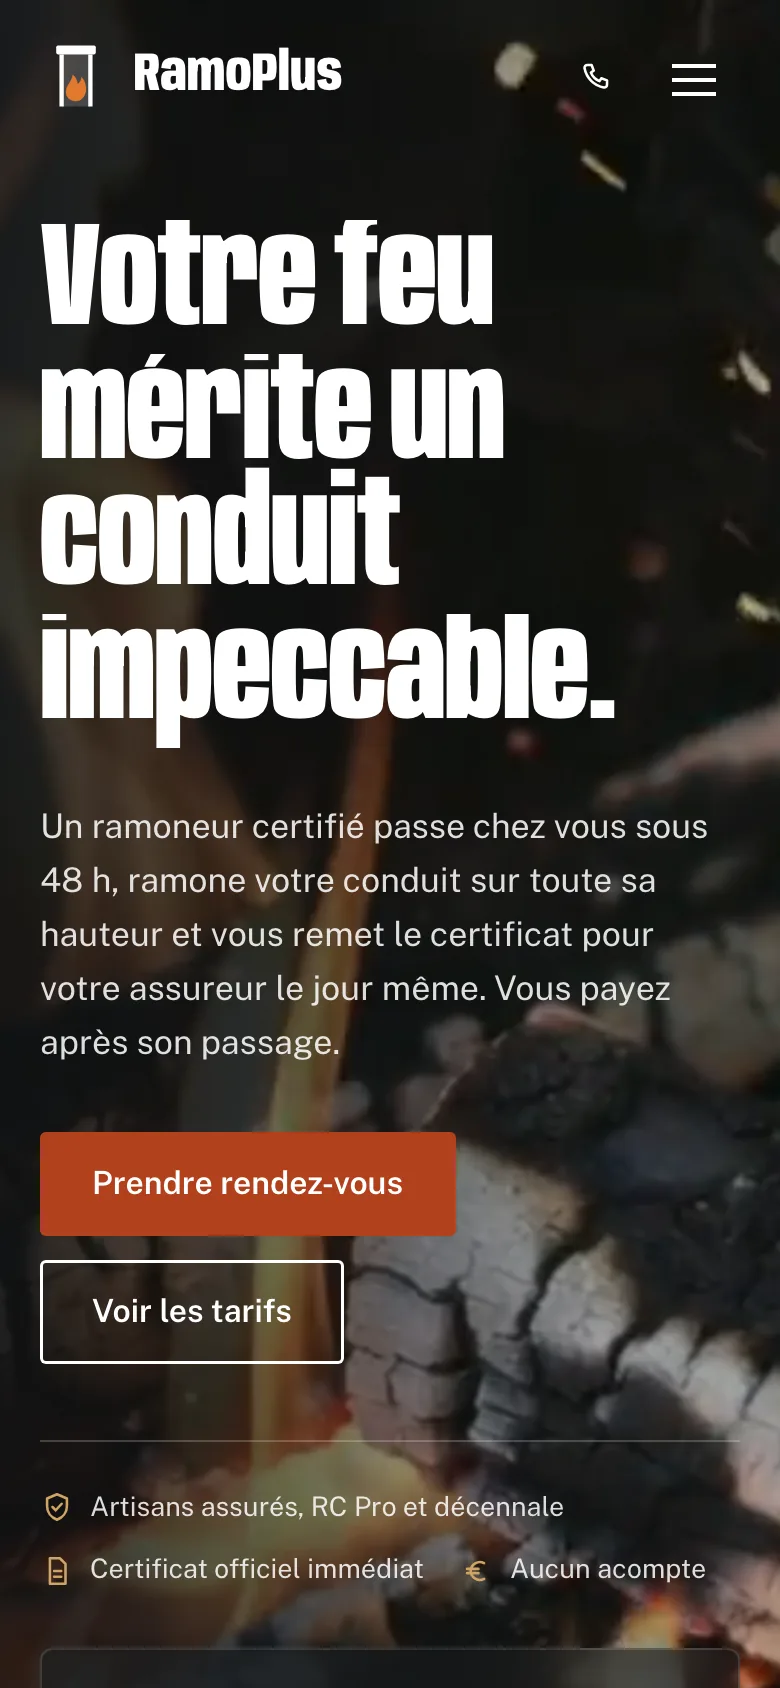 RamoPlus
Votre feu
mérite un
conduit
impeccable.
Un ramoneur certifié passe chez vous sous
48 h, ramone votre conduit sur toute sa
hauteur et vous remet le certificat pour
votre assureur le jour même. Vous payez
après son passage.
Prendre rendez-vous
Voir les tarifs
Artisans assurés, RC Pro et décennale
Certificat officiel immédiat
Aucun acompte